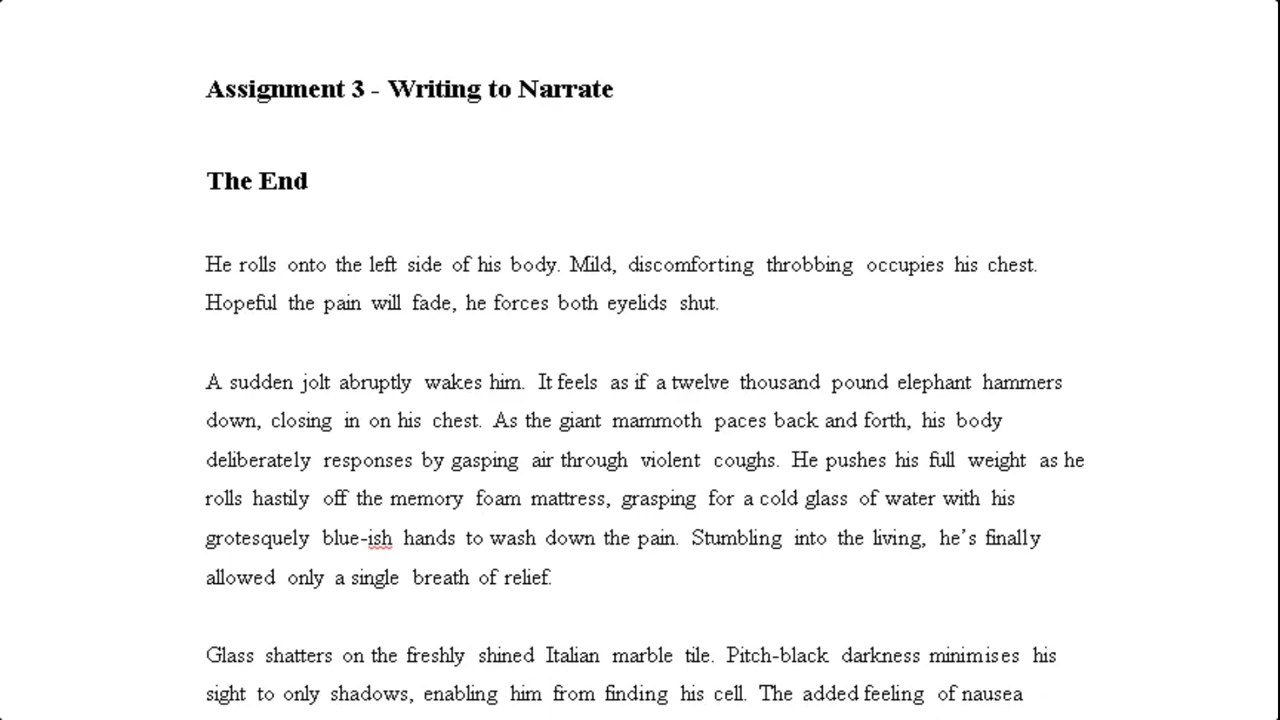 Assignment 3 - Writing to Narrate
The End
He rolls onto the left side of his body. Mild, discomforting throbbing occupies his chest.
Hopeful the pain will fade, he forces both eyelids shut.
A sudden jolt abruptly wakes him. It feels as if a twelve thousand pound elephant hammers
down, closing in on his chest. As the giant mammoth paces back and forth, his body
deliberately responses by gasping air through violent coughs. He pushes his full weight as he
rolls hastily off the memory foam mattress, grasping for a cold glass of water with his
grotesquely blue-ish hands to wash down the pain. Stumbling into the living, he’s finally
allowed only a single breath of relief.
Glass shatters on the freshly shined Italian marble tile. Pitch-black darkness minimises his
sight to only shadows, enabling him from finding his cell. The added feeling of nausea